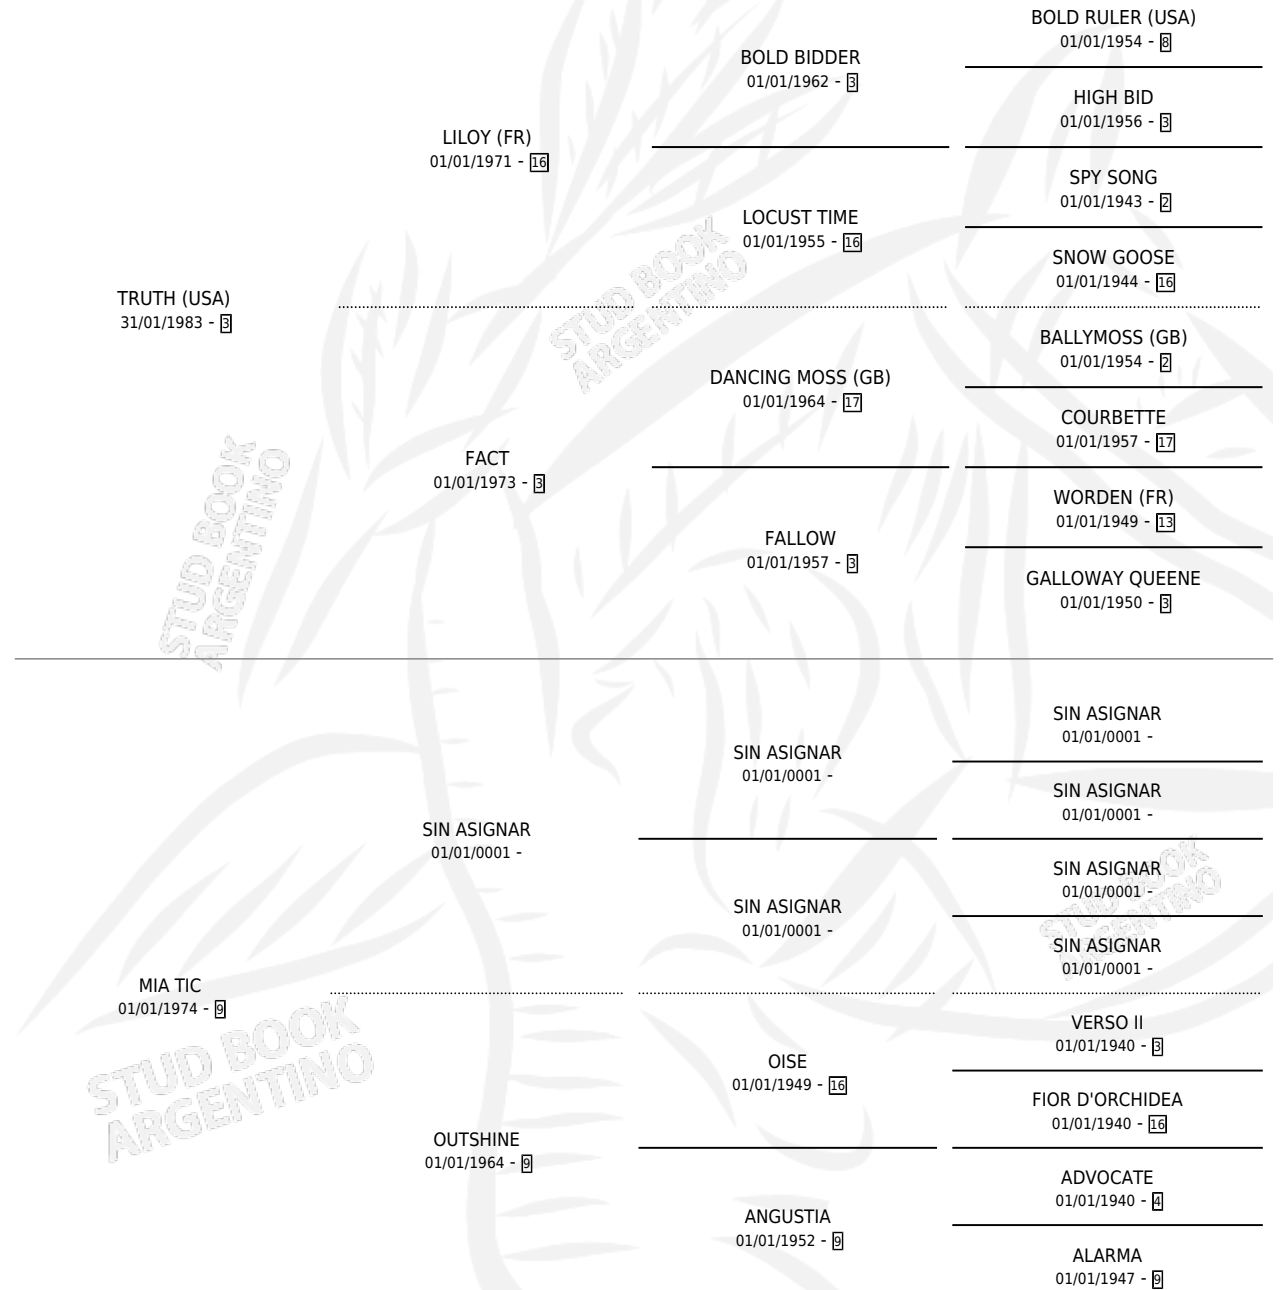 BOLD RULER (USA)
01/01/1954 - 8
BOLD BIDDER
01/01/1962 - 3
HIGH BID
01/01/1956 - 3
LILOY (FR)
01/01/1971 - 16
SPY SONG
01/01/1943 - 2
LOCUST TIME
01/01/1955 - 16
SNOW GOOSE
01/01/1944 - 16
TRUTH (USA)
31/01/1983 - 3
BALLYMOSS (GB)
01/01/1954 - 2
DANCING MOSS (GB)
01/01/1964 - 17
COURBETTE
01/01/1957 - 17
FACT
01/01/1973 - 3
WORDEN (FR)
01/01/1949 - 13
FALLOW
01/01/1957 - 3
GALLOWAY QUEENE
01/01/1950 - 3
SIN ASIGNAR
01/01/0001 -
SIN ASIGNAR
01/01/0001 -
SIN ASIGNAR
01/01/0001 -
SIN ASIGNAR
01/01/0001 -
SIN ASIGNAR
01/01/0001 -
SIN ASIGNAR
01/01/0001 -
SIN ASIGNAR
01/01/0001 -
MIA TIC
01/01/1974 - 9
VERSO II
01/01/1940 - 3
OISE
01/01/1949 - 16
FIOR D'ORCHIDEA
01/01/1940 - 16
OUTSHINE
01/01/1964 - 9
ADVOCATE
01/01/1940 - 4
ANGUSTIA
01/01/1952 - 9
ALARMA
01/01/1947 - 9
STUD BOOK
ARGENTINO
STUD BOOK
ARGENTINO
STUD BOOK
ARGENTINO
STUD BOOK
ARGENTINO